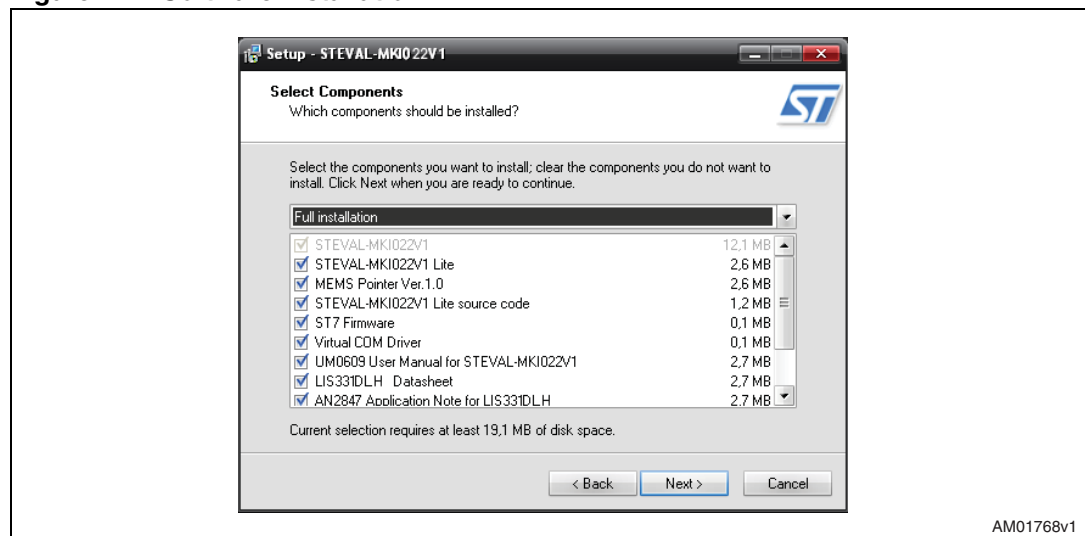 Setup - STEVAL-MKI022V1
Select Components
Which components should be installed?
ST
Select the components you want to install; clear the components you do not want to
install. Click Next when you are ready to continue.
Full installation
STEVAL-MKI022V1 12,1 MB
STEVAL-MKI022V1 Lite 2,6 MB
MEMS Pointer Ver.1.0 2,6 MB
STEVAL-MKI022V1 Lite source code 1,2 MB
ST7 Firmware 0,1 MB
Virtual COM Driver 0,1 MB
UM0609 User Manual for STEVAL-MKI022V1 2,7 MB
LIS331DLH Datasheet 2,7 MB
AN2847 Application Note for LIS331DLH 2,7 MB
Current selection requires at least 19,1 MB of disk space.
< Back Next > Cancel
AM01768v1